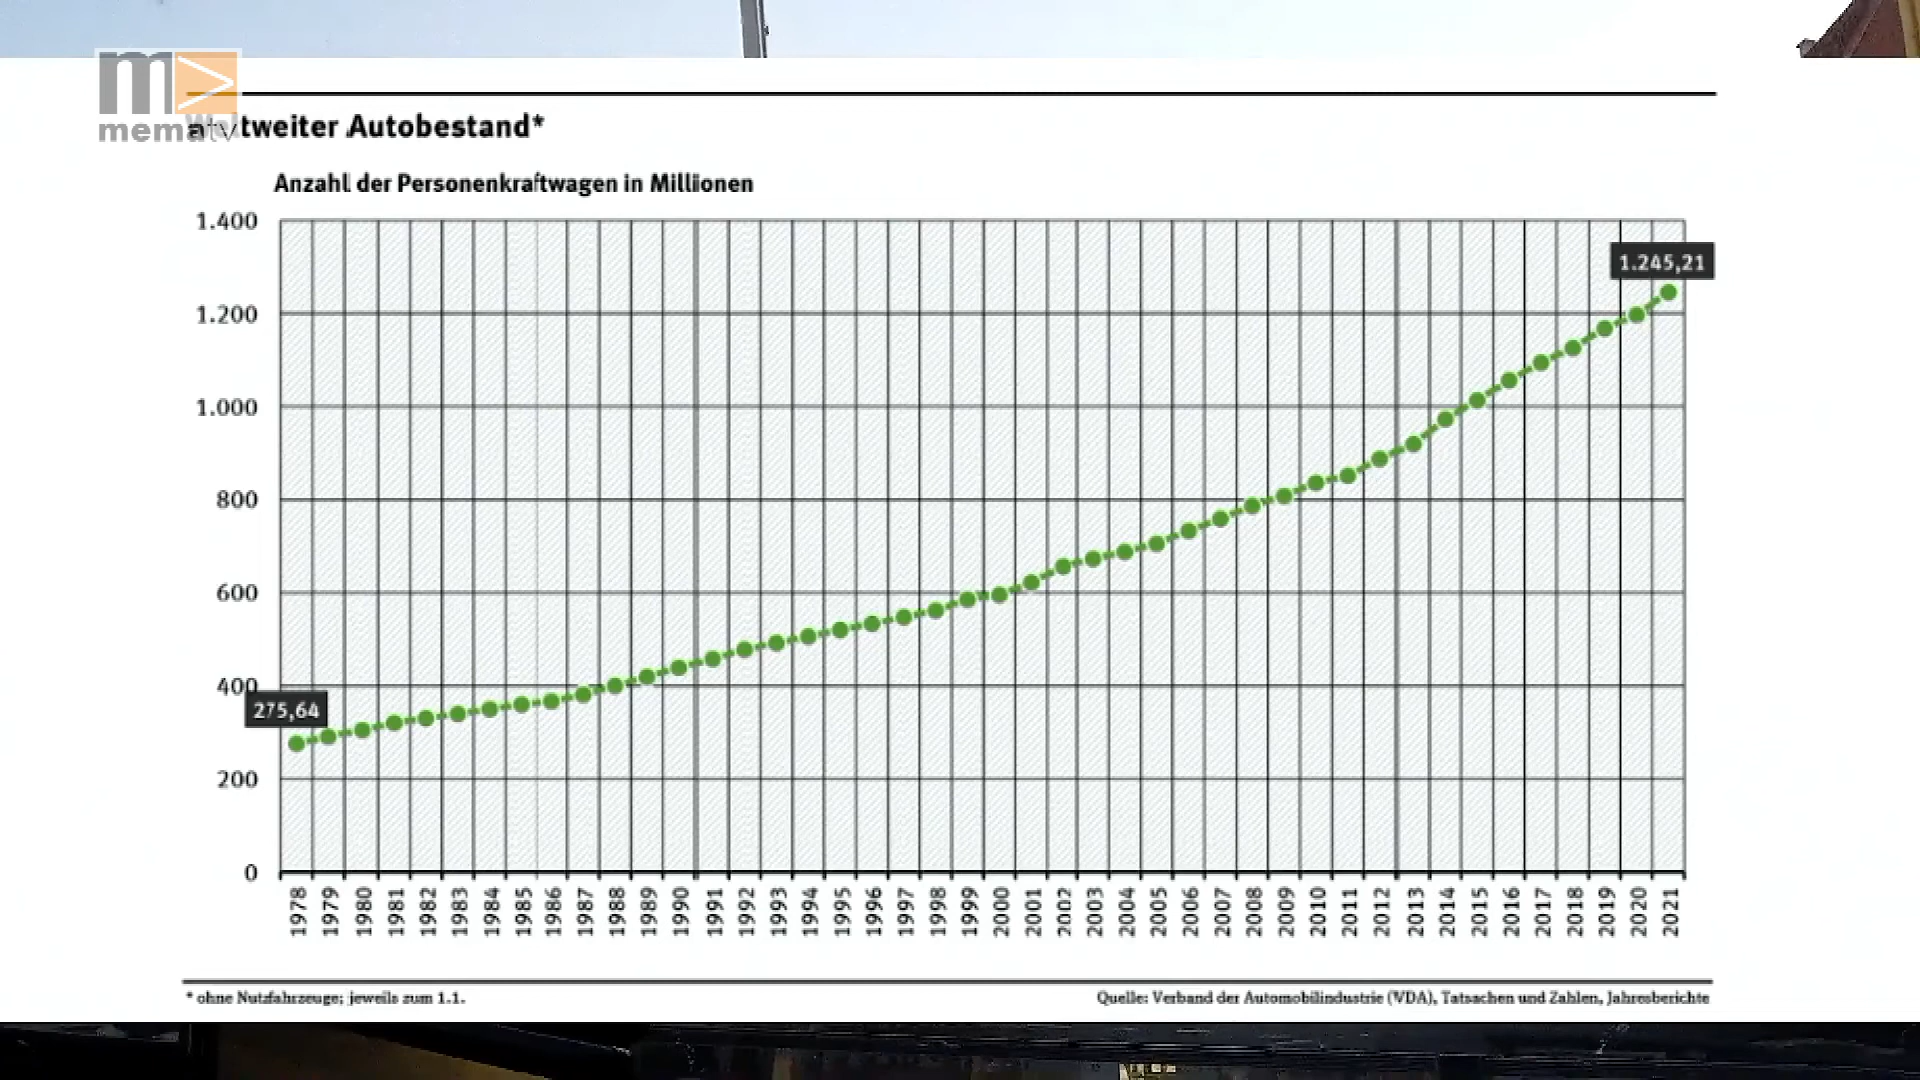 mematv
Weltweiter Autobestand*
Anzahl der Personenkraftwagen in Millionen
1.400
1.245,21
1.200
1.000
800
600
400
275,64
200
0
1978 1979 1980 1981 1982 1983 1984 1985 1986 1987 1988 1989 1990 1991 1992 1993 1994 1995 1996 1997 1998 1999 2000 2001 2002 2003 2004 2005 2006 2007 2008 2009 2010 2011 2012 2013 2014 2015 2016 2017 2018 2019 2020 2021
* ohne Nutzfahrzeuge; jeweils zum 1.1.
Quelle: Verband der Automobilindustrie (VDA), Tatsachen und Zahlen, Jahresberichte